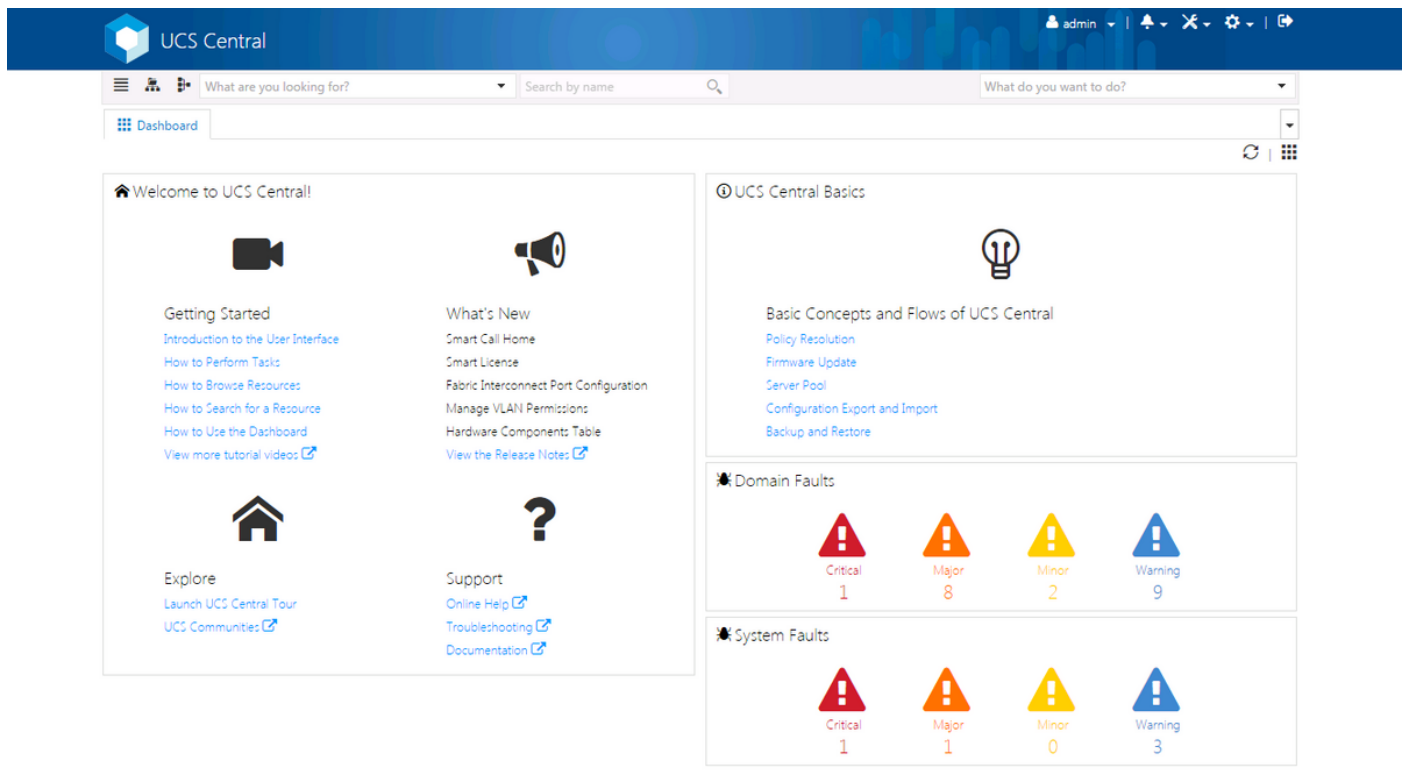 UCS Central
admin
What are you looking for?
Search by name
What do you want to do?
Dashboard
Welcome to UCS Central!
Getting Started
Introduction to the User Interface
How to Perform Tasks
How to Browse Resources
How to Search for a Resource
How to Use the Dashboard
View more tutorial videos
What's New
Smart Call Home
Smart License
Fabric Interconnect Port Configuration
Manage VLAN Permissions
Hardware Components Table
View the Release Notes
Explore
Launch UCS Central Tour
UCS Communities
Support
Online Help
Troubleshooting
Documentation
UCS Central Basics
Basic Concepts and Flows of UCS Central
Policy Resolution
Firmware Update
Server Pool
Configuration Export and Import
Backup and Restore
Domain Faults
Critical Major Minor Warning
1 8 2 9
System Faults
Critical Major Minor Warning
1 1 0 3